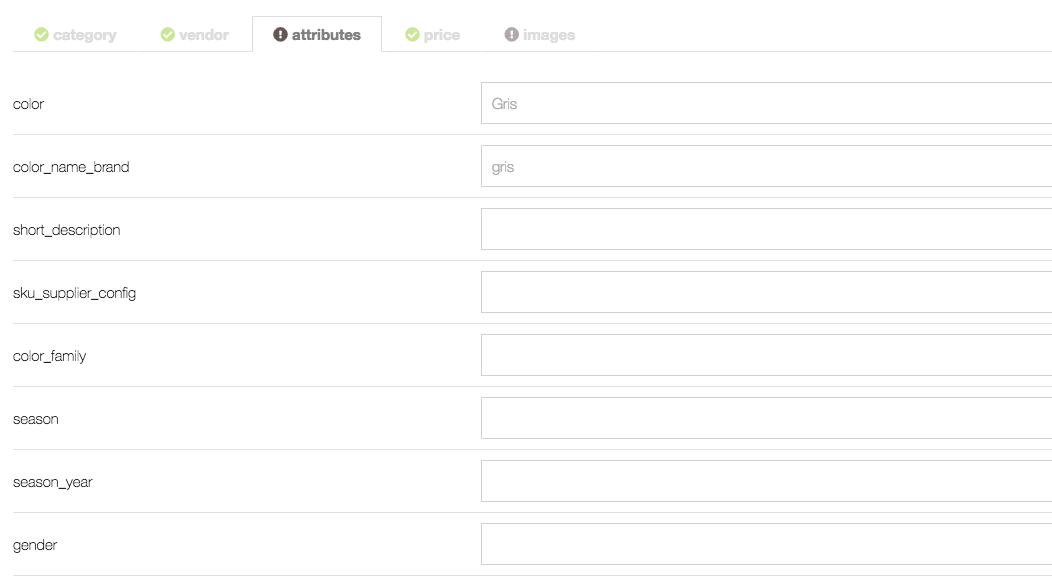 category vendor attributes price images
color Gris
color_name_brand gris
short_description
sku_supplier_config
color_family
season
season_year
gender